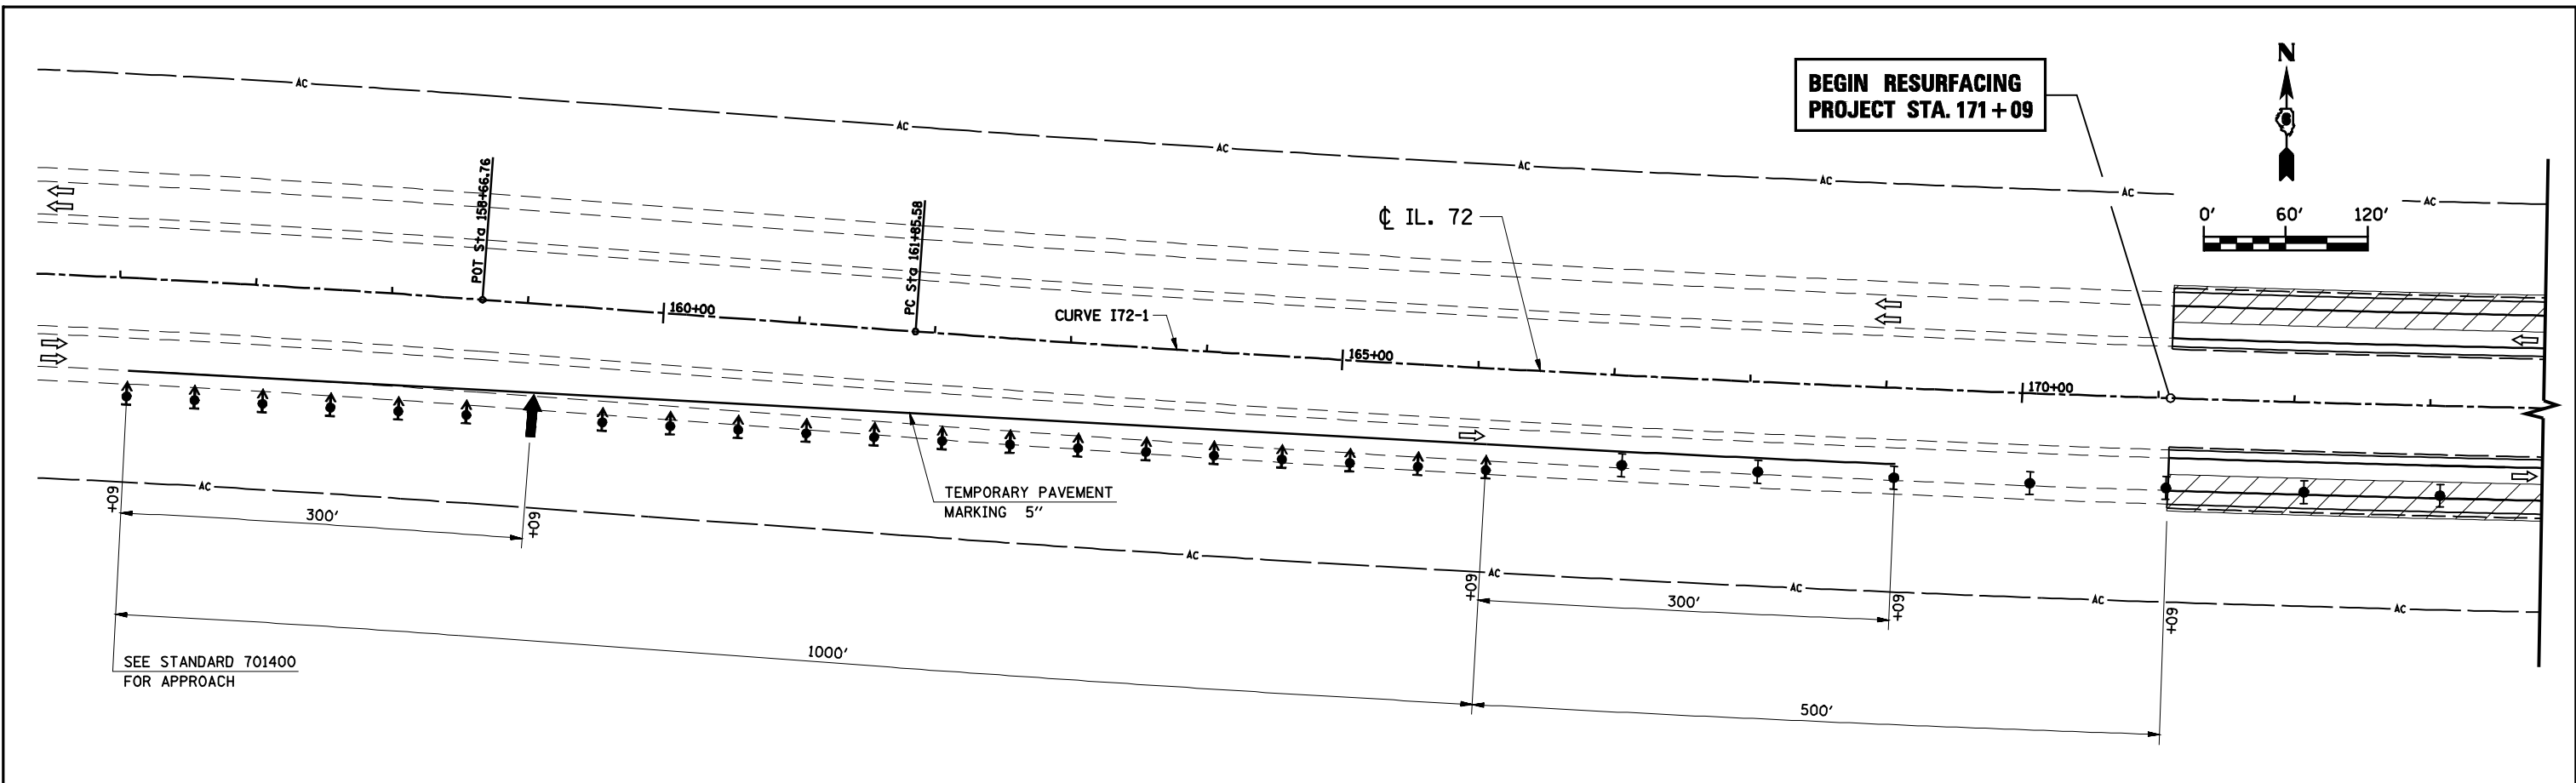 BEGIN RESURFACING
PROJECT STA. 171+09
N
0' 60' 120'
AC
AC
AC
AC
AC
AC
AC
POT Sta 158+66.76
PC Sta 161+85.58
℄ IL. 72
CURVE I72-1
160+00
165+00
170+00
TEMPORARY PAVEMENT
MARKING 5"
AC
AC
AC
AC
AC
AC
+09
300'
+09
+09
300'
+09
+09
1000'
500'
SEE STANDARD 701400
FOR APPROACH